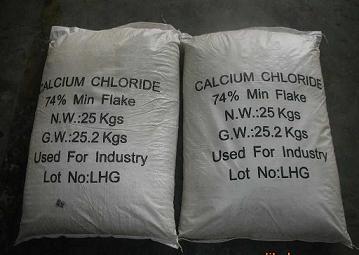 CALCIUM CHLORIDE
74% Min Flake
N.W.:25 Kgs
G.W.:25.2 Kgs
Used For Industry
Lot No:LHG
CALCIUM CHLORIDE
74% Min Flake
N.W.:25 Kgs
G.W.:25.2 Kgs
Used For Industry
Lot No:LHG